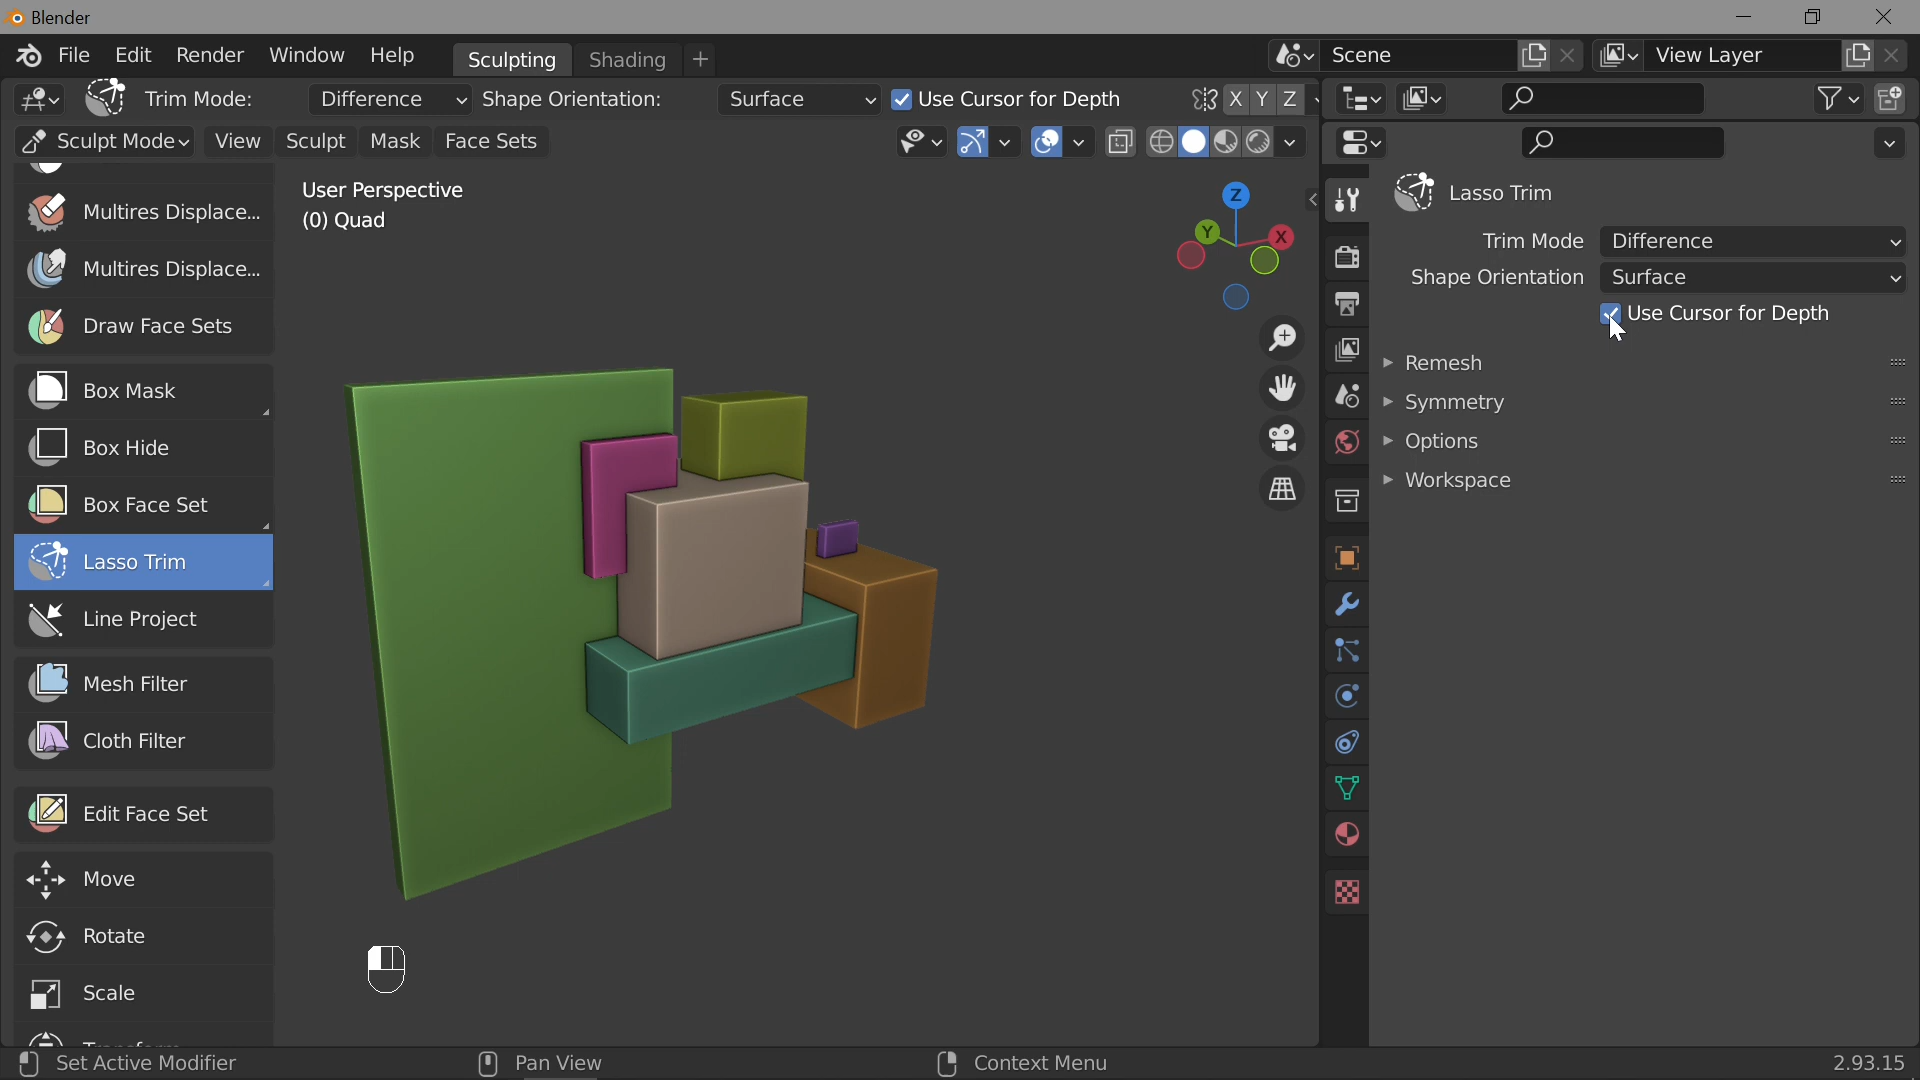 Blender
File Edit Render Window Help Sculpting Shading + Scene View Layer
Trim Mode: Difference Shape Orientation: Surface Use Cursor for Depth X Y Z
Sculpt Mode View Sculpt Mask Face Sets
User Perspective
(0) Quad
Z
Y
X
Multires Displace...
Multires Displace...
Draw Face Sets
Box Mask
Box Hide
Box Face Set
Lasso Trim
Line Project
Mesh Filter
Cloth Filter
Edit Face Set
Move
Rotate
Scale
Lasso Trim
Trim Mode Difference
Shape Orientation Surface
Use Cursor for Depth
Remesh
Symmetry
Options
Workspace
Set Active Modifier Pan View Context Menu 2.93.15